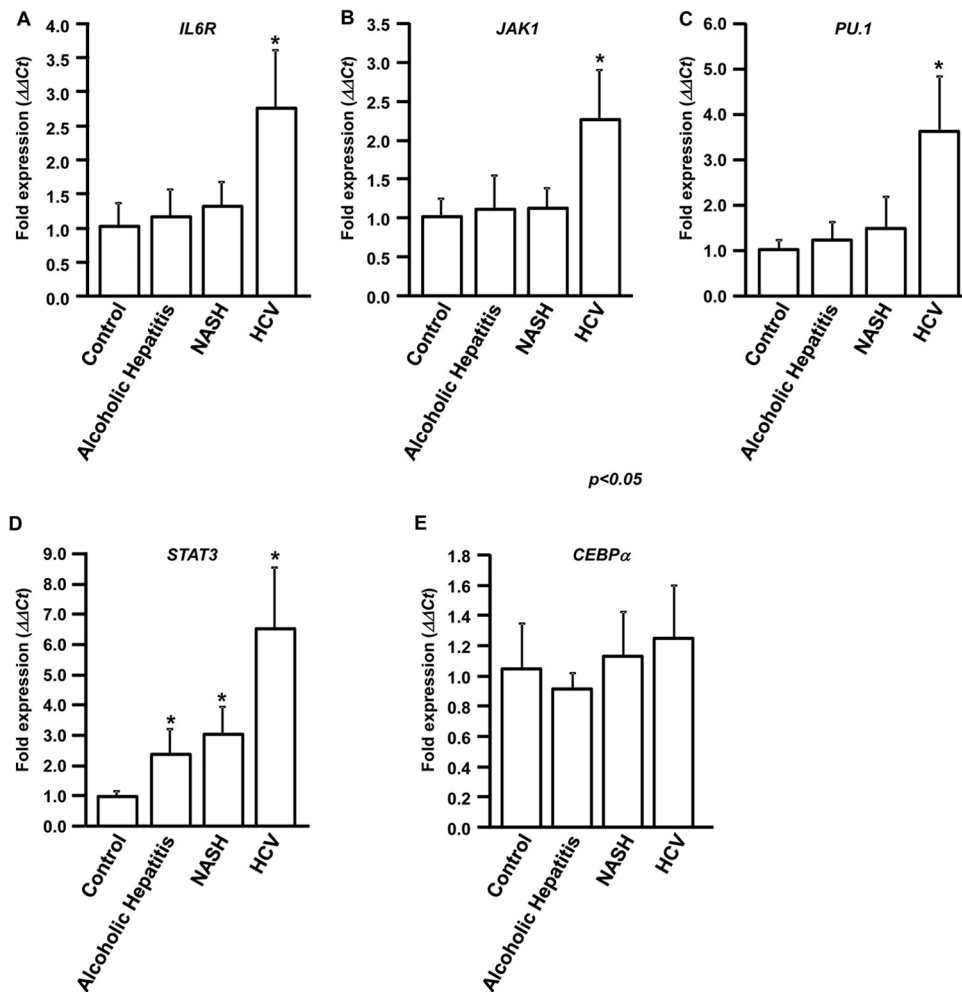 A
IL6R
Fold expression (ΔΔCt)
4.0
3.5
3.0
2.5
2.0
1.5
1.0
0.5
0.0
*
Control
Alcoholic Hepatitis
NASH
HCV
B
JAK1
Fold expression (ΔΔCt)
3.5
3.0
2.5
2.0
1.5
1.0
0.5
0.0
*
Control
Alcoholic Hepatitis
NASH
HCV
C
PU.1
Fold expression (ΔΔCt)
6.0
5.0
4.0
2.0
1.0
0.0
*
Control
Alcoholic Hepatitis
NASH
HCV
p<0.05
D
STAT3
Fold expression (ΔΔCt)
9.0
8.0
7.0
6.0
5.0
4.0
3.0
2.0
1.0
0.0
*
*
*
Control
Alcoholic Hepatitis
NASH
HCV
E
CEBPα
Fold expression (ΔΔCt)
1.8
1.6
1.4
1.2
1.0
0.8
0.6
0.4
0.2
0.0
Control
Alcoholic Hepatitis
NASH
HCV